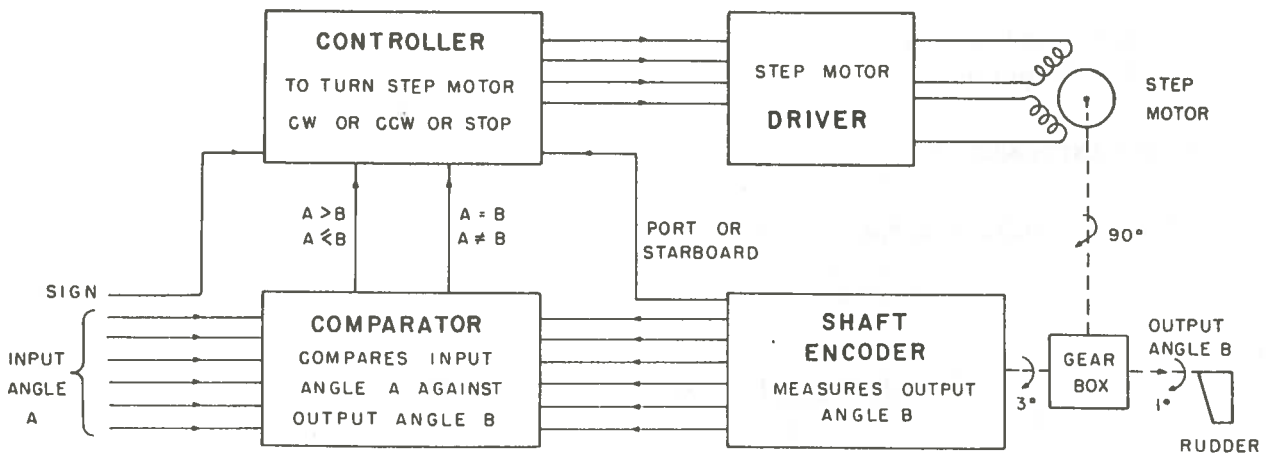 CONTROLLER
TO TURN STEP MOTOR
CW OR CCW OR STOP
STEP MOTOR
DRIVER
STEP
MOTOR
A > B
A ≤ B
A = B
A ≠ B
PORT OR
STARBOARD
90°
SIGN
INPUT
ANGLE
A
COMPARATOR
COMPARES INPUT
ANGLE A AGAINST
OUTPUT ANGLE B
SHAFT
ENCODER
MEASURES OUTPUT
ANGLE B
3°
GEAR
BOX
OUTPUT
ANGLE B
1°
RUDDER